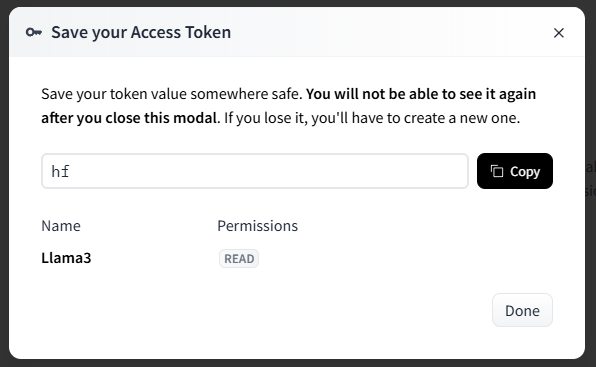 Save your Access Token
Save your token value somewhere safe. You will not be able to see it again
after you close this modal. If you lose it, you'll have to create a new one.
hf
Copy
Name Permissions
Llama3 READ
Done